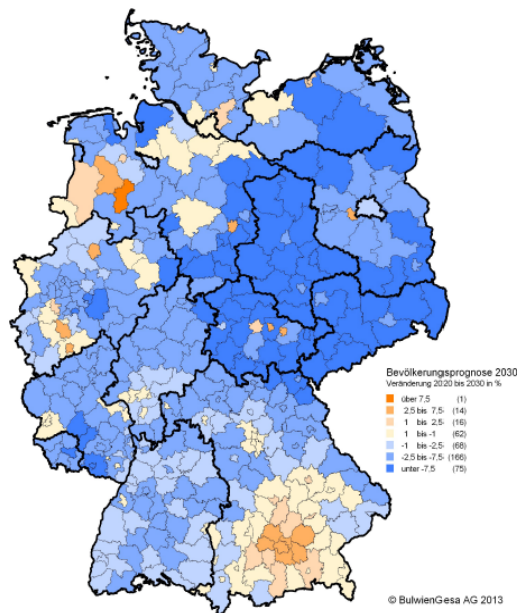 Bevölkerungsprognose 2030
Veränderung 2020 bis 2030 in %
über 7,5 (1)
2,5 bis 7,5 (14)
1 bis 2,5 (16)
1 bis -1 (62)
-1 bis -2,5 (68)
-2,5 bis -7,5 (166)
unter -7,5 (75)
© BulwienGesa AG 2013